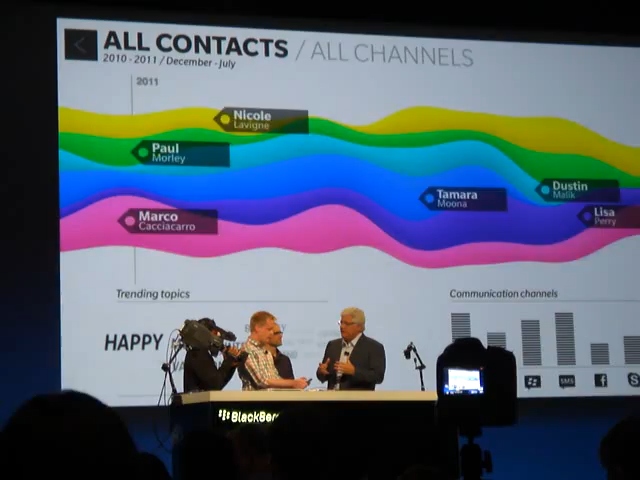 ALL CONTACTS / ALL CHANNELS
2010 - 2011 / December - July
2011
Nicole
Lavigne
Paul
Morley
Dustin
Malik
Tamara
Moona
Lisa
Perry
Marco
Cacciacarro
Trending topics
Communication channels
HAPPY
SMS
BlackBer